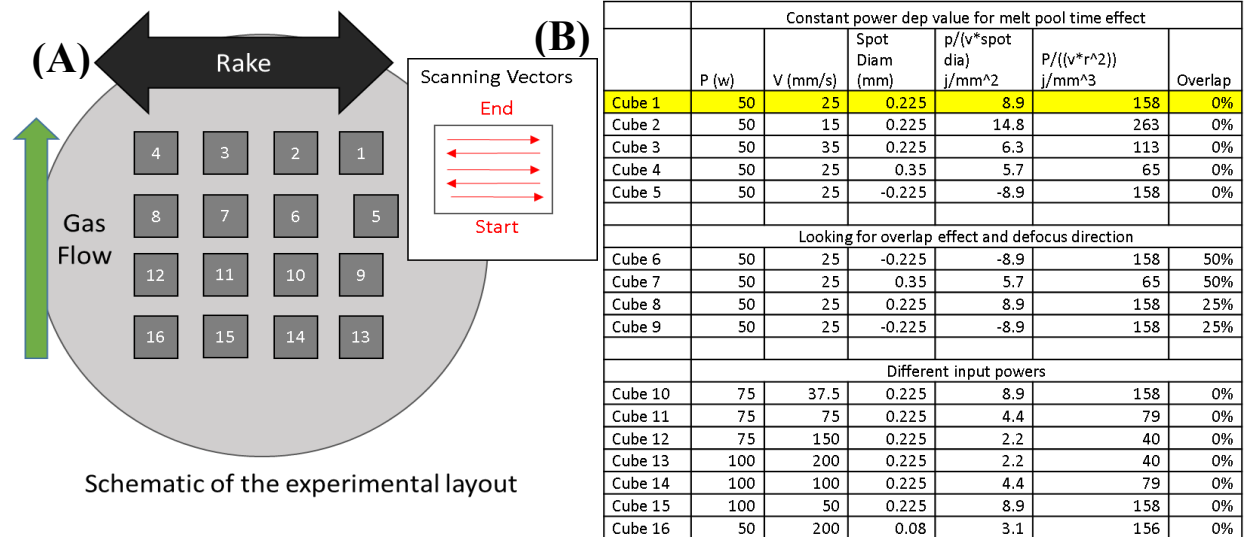 (A)
Rake
(B)
Scanning Vectors
End
Start
Gas
Flow
4 3 2 1
8 7 6 5
12 11 10 9
16 15 14 13
Schematic of the experimental layout
Constant power dep value for melt pool time effect
P (w) V (mm/s) Spot Diam (mm) p/(v*spot dia) j/mm^2 P/((v*r^2)) j/mm^3 Overlap
Cube 1 50 25 0.225 8.9 158 0%
Cube 2 50 15 0.225 14.8 263 0%
Cube 3 50 35 0.225 6.3 113 0%
Cube 4 50 25 0.35 5.7 65 0%
Cube 5 50 25 -0.225 -8.9 158 0%
Looking for overlap effect and defocus direction
Cube 6 50 25 -0.225 -8.9 158 50%
Cube 7 50 25 0.35 5.7 65 50%
Cube 8 50 25 0.225 8.9 158 25%
Cube 9 50 25 -0.225 -8.9 158 25%
Different input powers
Cube 10 75 37.5 0.225 8.9 158 0%
Cube 11 75 75 0.225 4.4 79 0%
Cube 12 75 150 0.225 2.2 40 0%
Cube 13 100 200 0.225 2.2 40 0%
Cube 14 100 100 0.225 4.4 79 0%
Cube 15 100 50 0.225 8.9 158 0%
Cube 16 50 200 0.08 3.1 156 0%